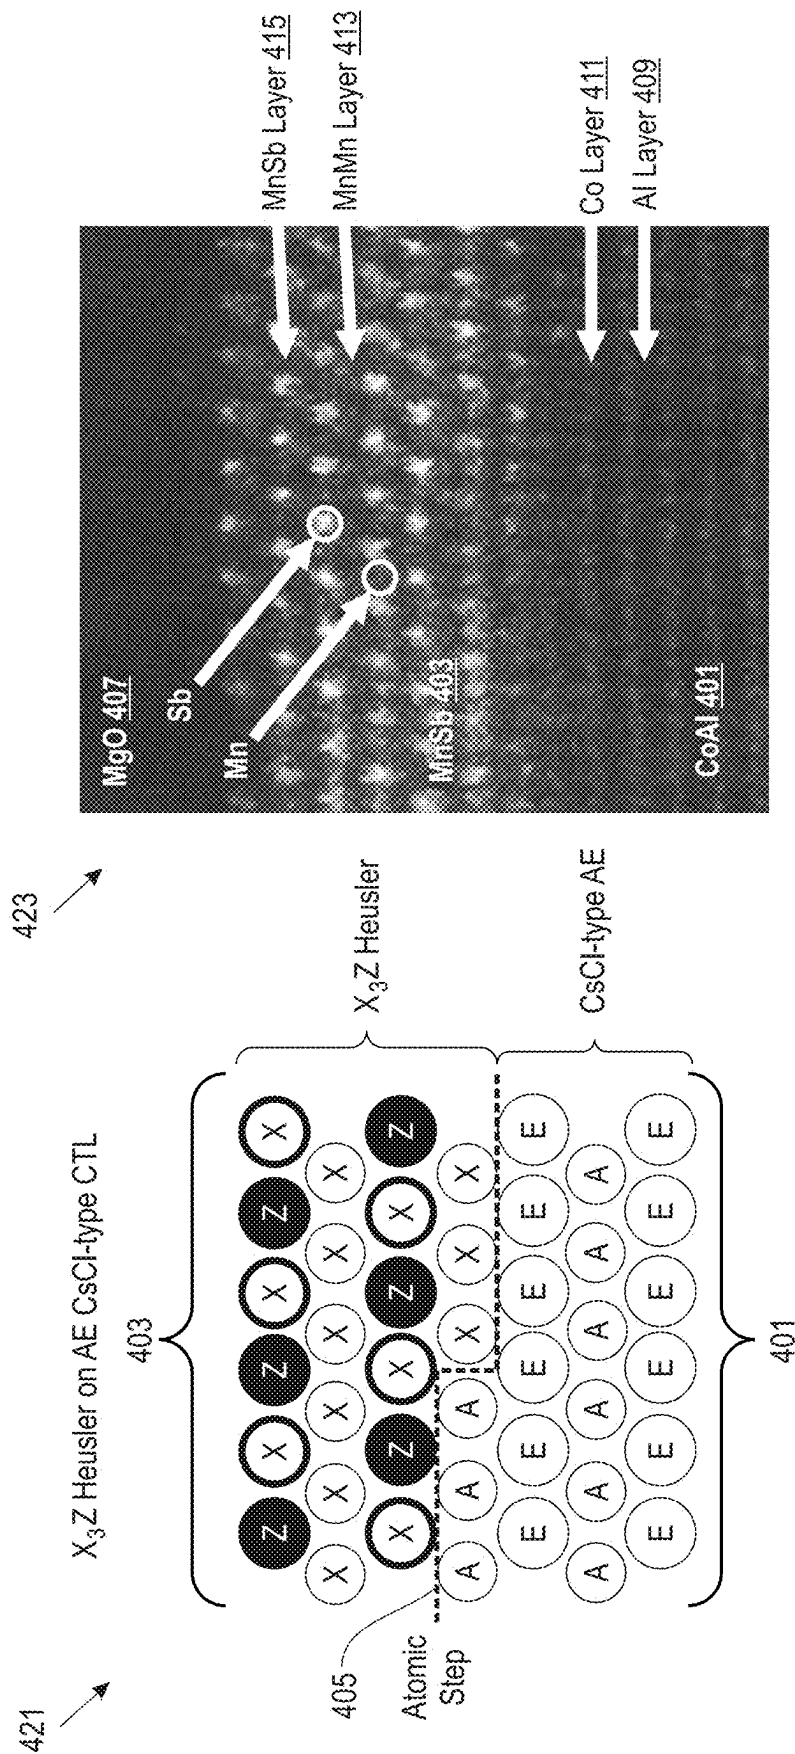 421
X₃Z Heusler on AE CsCl-type CTL
403
Z X Z X Z X
X X X X X X
X Z X Z X Z
A A A X X X
E E E E E E
A A A A A A
E E E E E E
405
Atomic
Step
401
X₃Z Heusler
CsCl-type AE
423
MgO 407
Sb
Mn
MnSb 403
CoAl 401
MnSb Layer 415
MnMn Layer 413
Co Layer 411
Al Layer 409